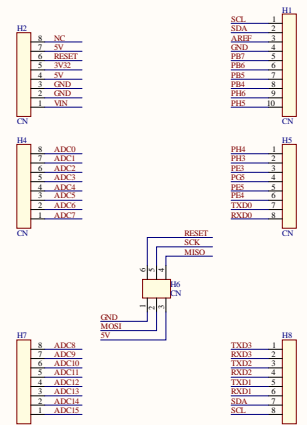 H1
SCL 1
SDA 2
AREF 3
GND 4
PB7 5
PB6 6
PB5 7
PB4 8
PH6 9
PH5 10
CN
H2
8 NC
7 5V
6 RESET
5 3V32
4 5V
3 GND
2 GND
1 VIN
CN
H4
8 ADC0
7 ADC1
6 ADC2
5 ADC3
4 ADC4
3 ADC5
2 ADC6
1 ADC7
CN
H5
PH4 1
PH3 2
PE3 3
PG5 4
PE5 5
PE4 6
TXD0 7
RXD0 8
CN
RESET
SCK
MISO
6 5 4
H6
CN
1 2 3
GND
MOSI
5V
H7
8 ADC8
7 ADC9
6 ADC10
5 ADC11
4 ADC12
3 ADC13
2 ADC14
1 ADC15
CN
H8
TXD3 1
RXD3 2
TXD2 3
RXD2 4
TXD1 5
RXD1 6
SDA 7
SCL 8
CN